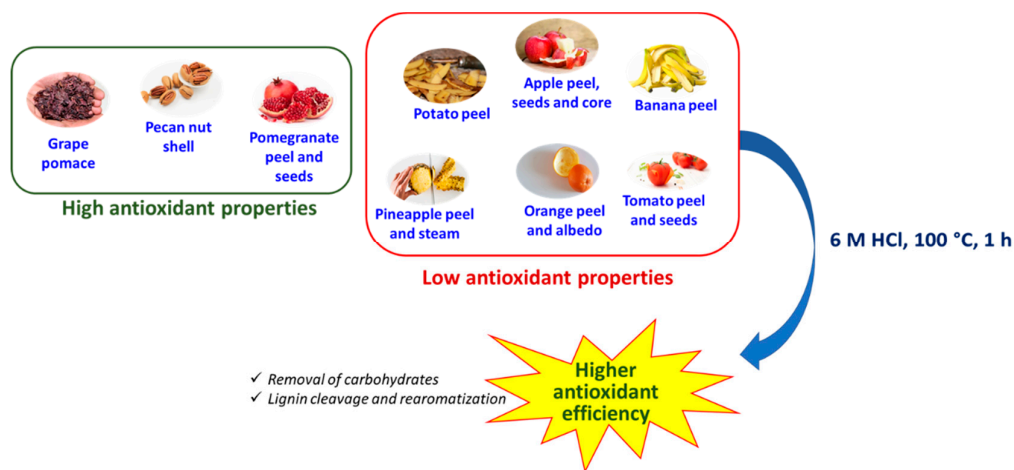 Grape
pomace
Pecan nut
shell
Pomegranate
peel and
seeds
High antioxidant properties
Potato peel
Apple peel,
seeds and core
Banana peel
Pineapple peel
and steam
Orange peel
and albedo
Tomato peel
and seeds
Low antioxidant properties
6 M HCl, 100 °C, 1 h
✓ Removal of carbohydrates
✓ Lignin cleavage and rearomatization
Higher
antioxidant
efficiency